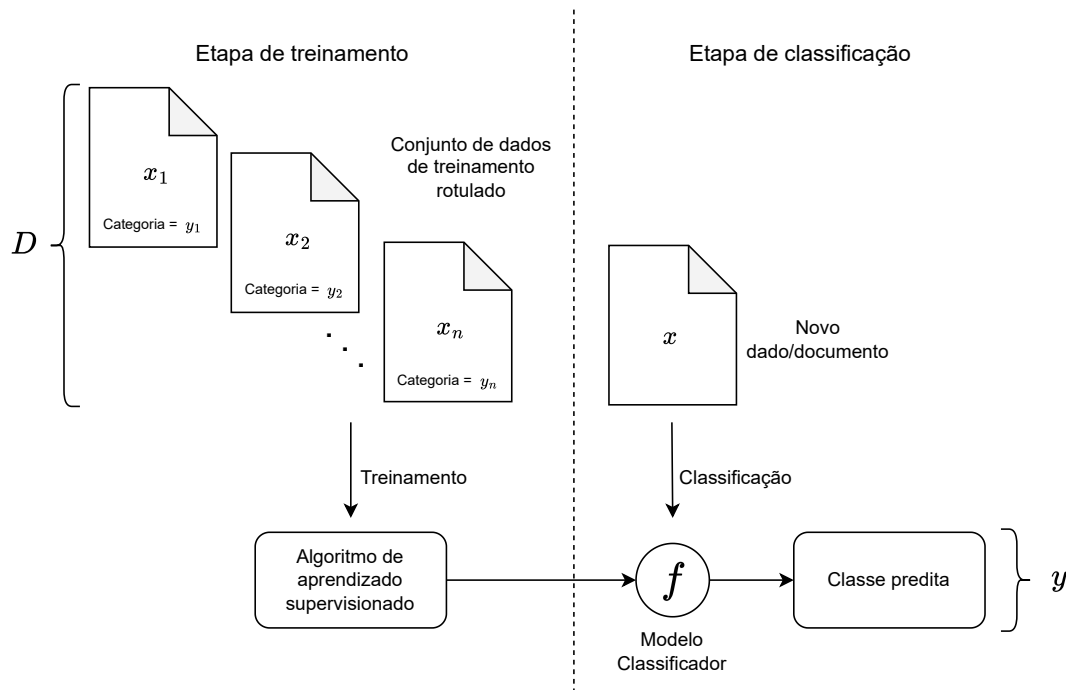 Etapa de treinamento
Etapa de classificação
x₁
Categoria = y₁
Conjunto de dados
de treinamento
rotulado
D
x₂
Categoria = y₂
xₙ
Categoria = yₙ
x
Novo
dado/documento
Treinamento
Classificação
Algoritmo de
aprendizado
supervisionado
f
Classe predita
y
Modelo
Classificador